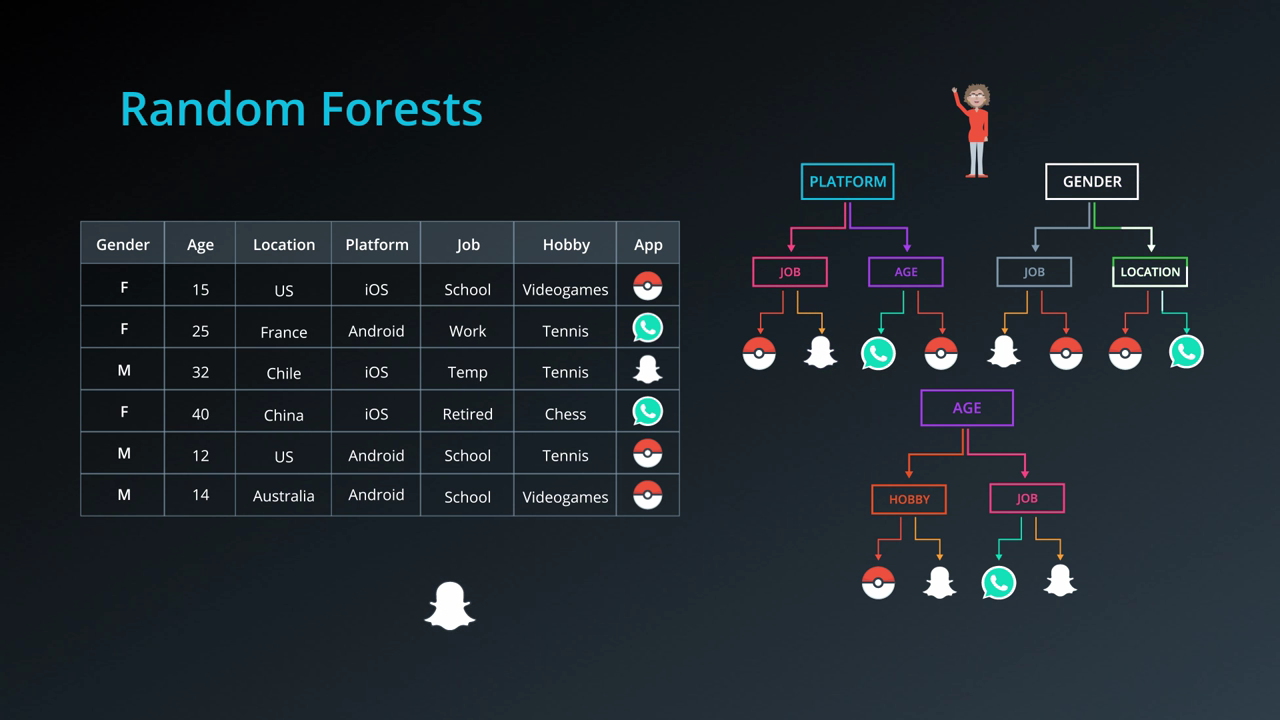 Random Forests
Gender Age Location Platform Job Hobby App
F 15 US iOS School Videogames
F 25 France Android Work Tennis
M 32 Chile iOS Temp Tennis
F 40 China iOS Retired Chess
M 12 US Android School Tennis
M 14 Australia Android School Videogames
PLATFORM GENDER
JOB AGE JOB LOCATION
AGE
HOBBY JOB